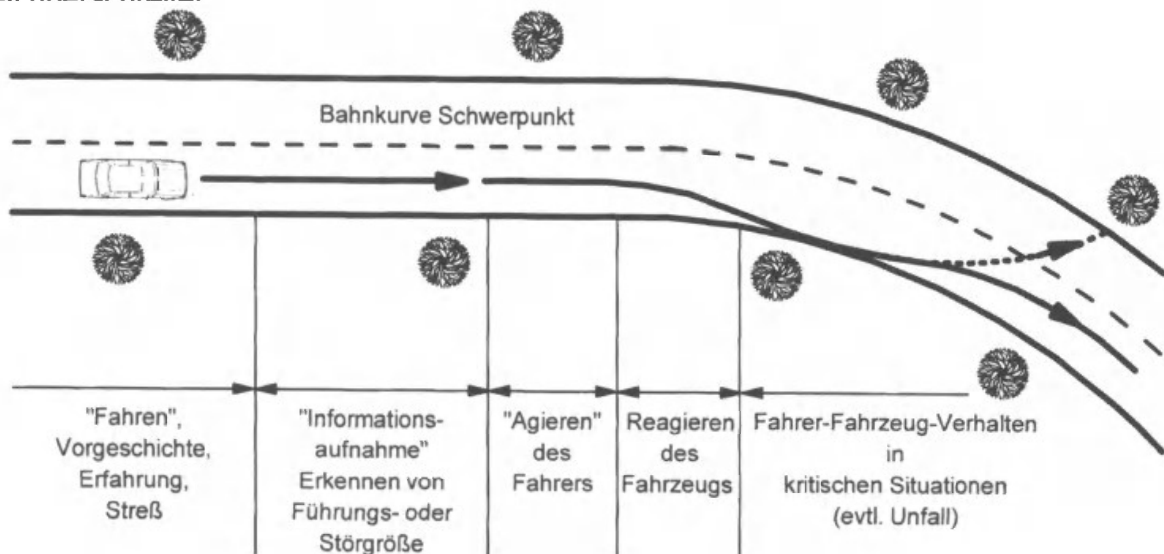 Bahnkurve Schwerpunkt
"Fahren",
Vorgeschichte,
Erfahrung,
Streß
"Informations-
aufnahme"
Erkennen von
Führungs- oder
Störgröße
"Agieren"
des
Fahrers
Reagieren
des
Fahrzeugs
Fahrer-Fahrzeug-Verhalten
in
kritischen Situationen
(evtl. Unfall)